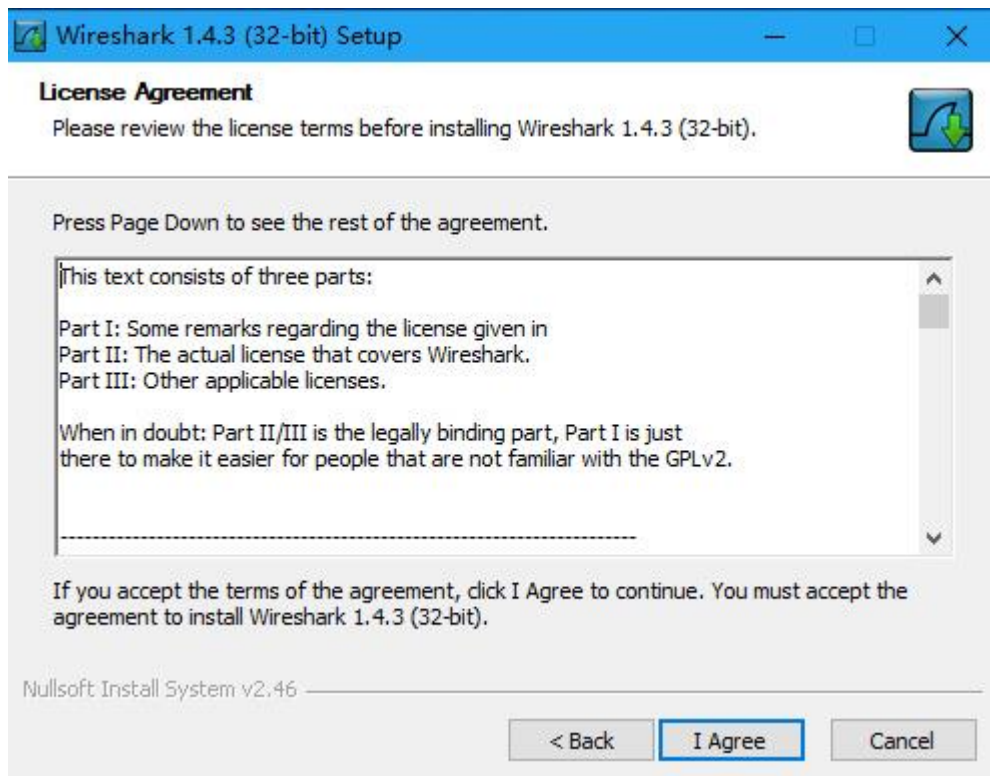 Wireshark 1.4.3 (32-bit) Setup
License Agreement
Please review the license terms before installing Wireshark 1.4.3 (32-bit).
Press Page Down to see the rest of the agreement.
This text consists of three parts:
Part I: Some remarks regarding the license given in
Part II: The actual license that covers Wireshark.
Part III: Other applicable licenses.
When in doubt: Part II/III is the legally binding part, Part I is just
there to make it easier for people that are not familiar with the GPLv2.
------------------------------------------------------------------------
If you accept the terms of the agreement, click I Agree to continue. You must accept the
agreement to install Wireshark 1.4.3 (32-bit).
Nullsoft Install System v2.46
< Back I Agree Cancel